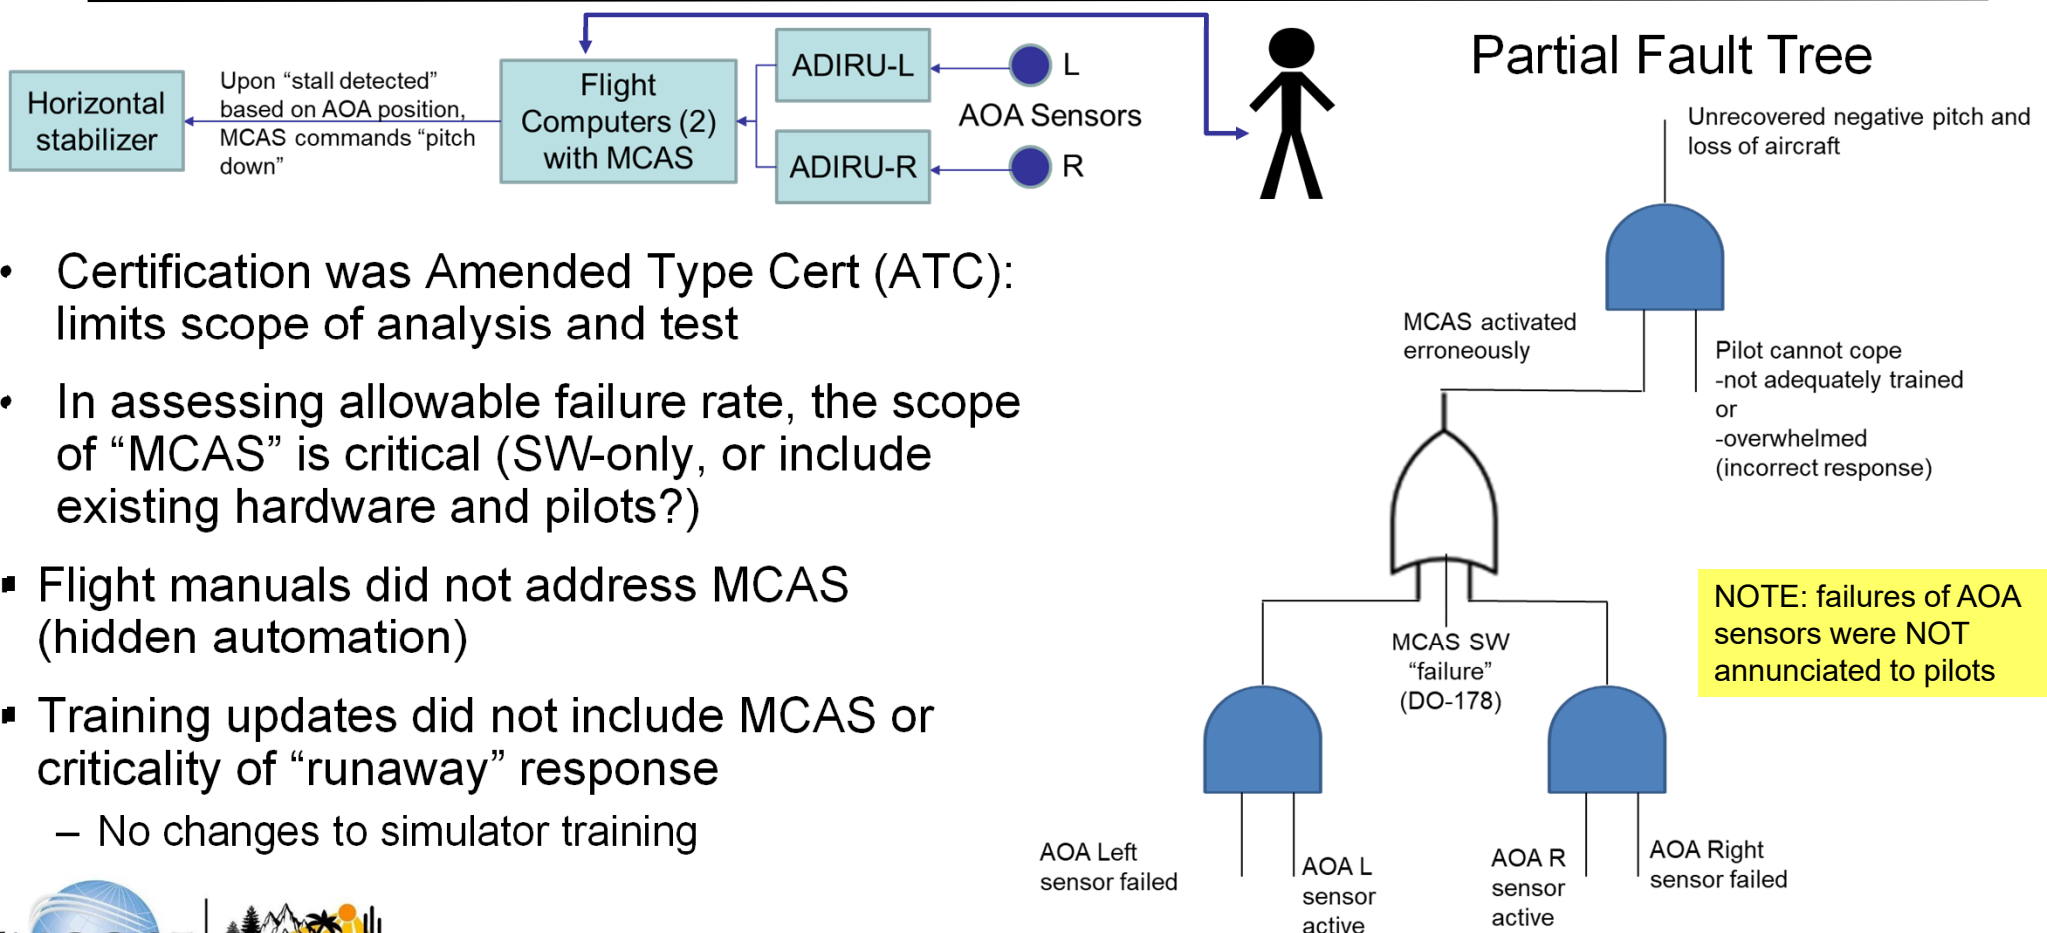 Partial Fault Tree
Horizontal
stabilizer
Upon “stall detected”
based on AOA position,
MCAS commands “pitch
down”
Flight
Computers (2)
with MCAS
ADIRU-L
ADIRU-R
L
AOA Sensors
R
• Certification was Amended Type Cert (ATC):
limits scope of analysis and test
• In assessing allowable failure rate, the scope
of “MCAS” is critical (SW-only, or include
existing hardware and pilots?)
▪ Flight manuals did not address MCAS
(hidden automation)
▪ Training updates did not include MCAS or
criticality of “runaway” response
– No changes to simulator training
Unrecovered negative pitch and
loss of aircraft
MCAS activated
erroneously
Pilot cannot cope
-not adequately trained
or
-overwhelmed
(incorrect response)
MCAS SW
“failure”
(DO-178)
NOTE: failures of AOA
sensors were NOT
annunciated to pilots
AOA Left
sensor failed
AOA L
sensor
active
AOA R
sensor
active
AOA Right
sensor failed